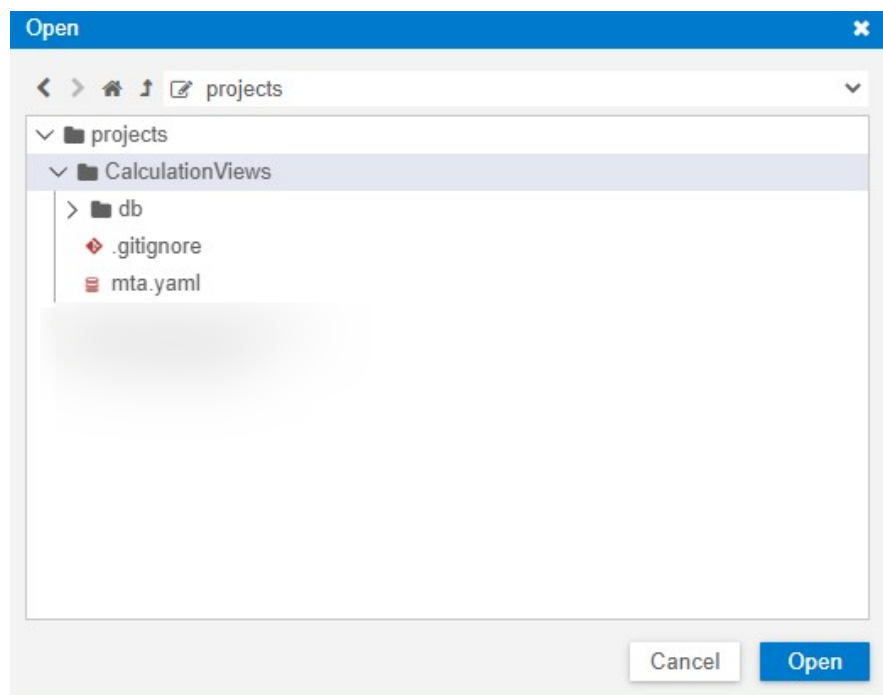 Open
projects
projects
CalculationViews
db
.gitignore
mta.yaml
Cancel
Open